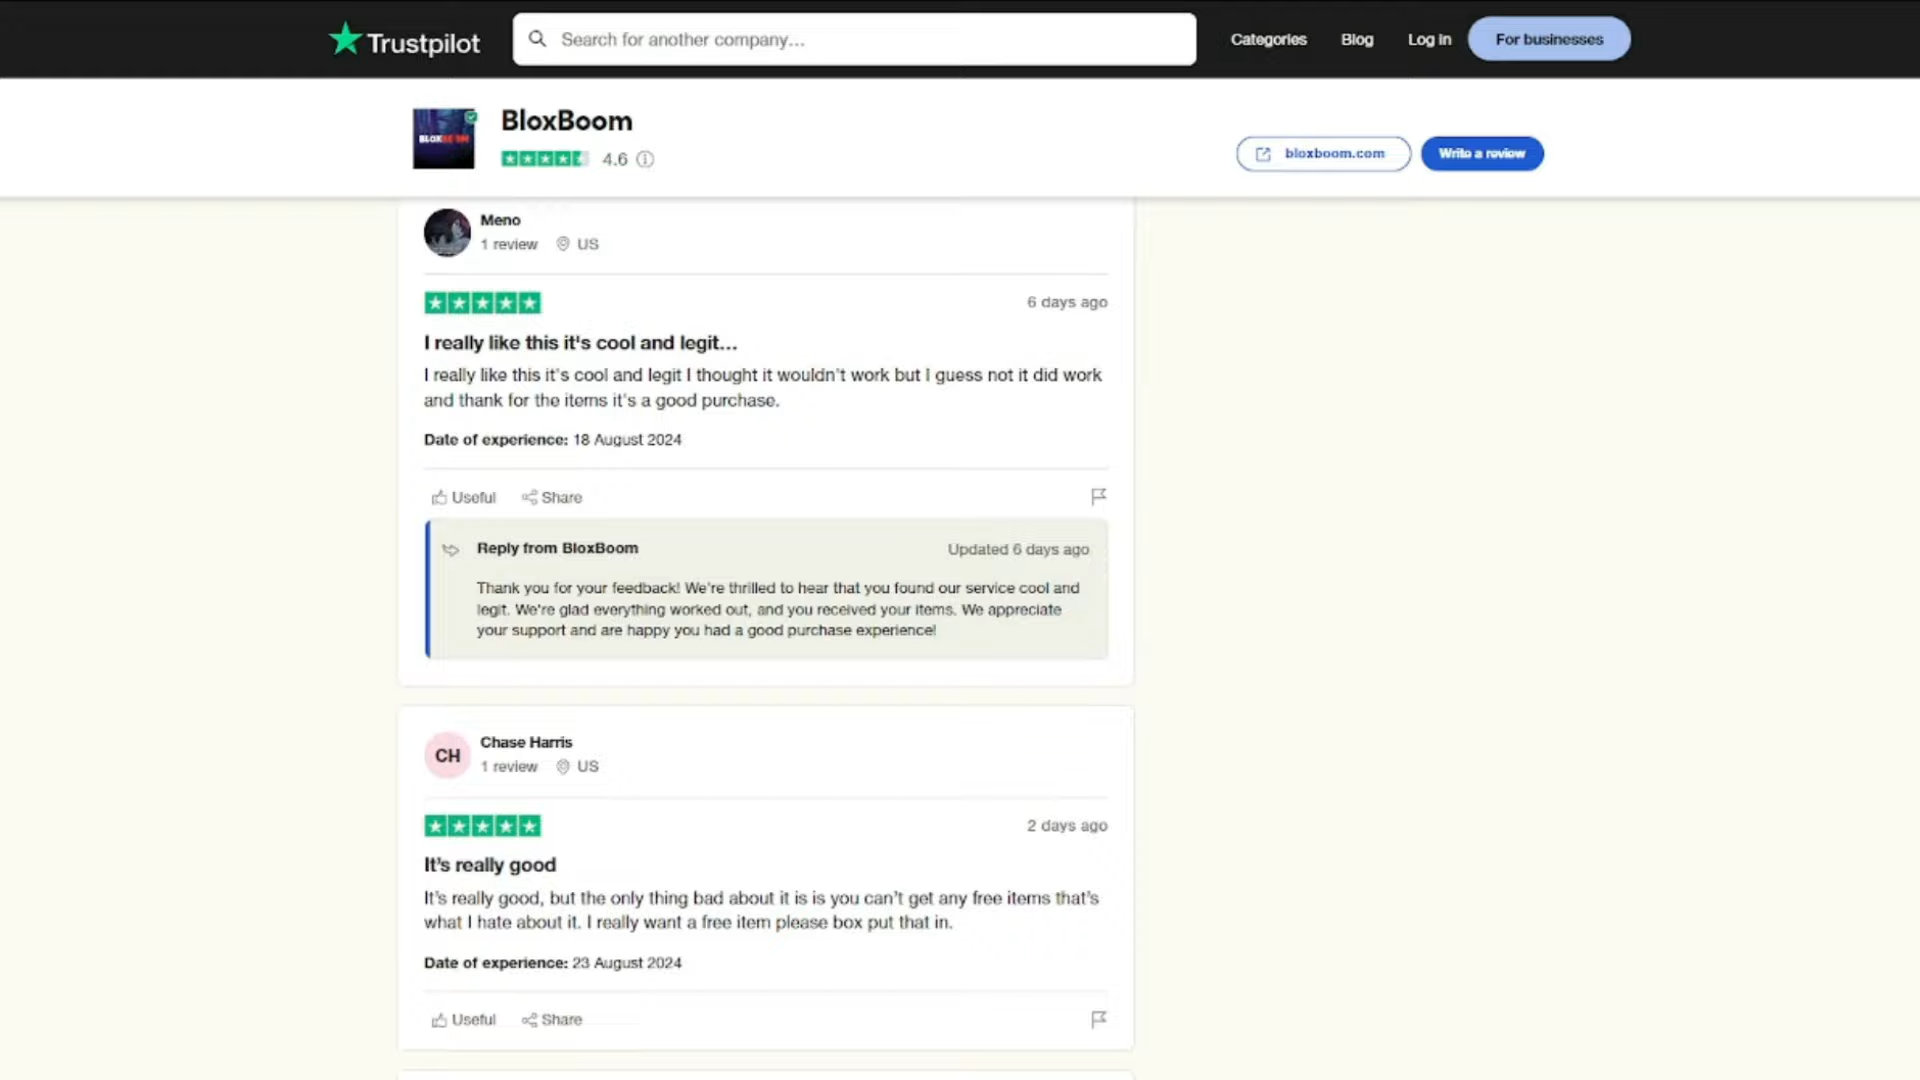 Trustpilot
Search for another company...
Categories
Blog
Log in
For businesses
BloxBoom
4.6
bloxboom.com
Write a review
Meno
1 review US
6 days ago
I really like this it's cool and legit...
I really like this it's cool and legit I thought it wouldn't work but I guess not it did work
and thank for the items it's a good purchase.
Date of experience: 18 August 2024
Useful Share
Reply from BloxBoom
Updated 6 days ago
Thank you for your feedback! We're thrilled to hear that you found our service cool and
legit. We're glad everything worked out, and you received your items. We appreciate
your support and are happy you had a good purchase experience!
CH
Chase Harris
1 review US
2 days ago
It's really good
It's really good, but the only thing bad about it is is you can't get any free items that's
what I hate about it. I really want a free item please box put that in.
Date of experience: 23 August 2024
Useful Share